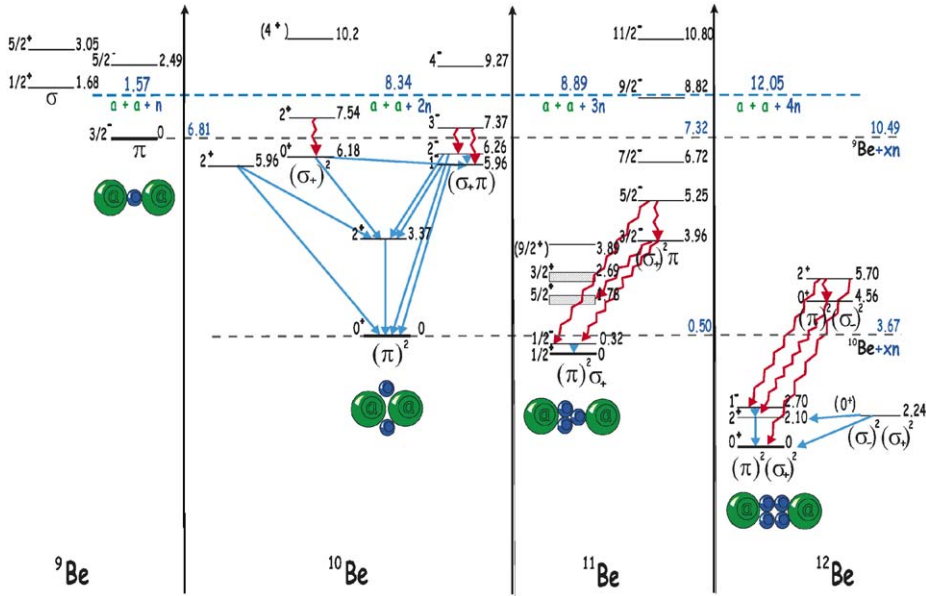 5/2⁺ 3.05
5/2⁻ 2.49
1/2⁺ 1.68
σ
1.57
α + α + n
3/2⁻ 0
π
6.81
⁹Be
(4⁺) 10.2
4⁻ 9.27
8.34
α + α + 2n
2⁺ 7.54
3⁻ 7.37
2⁻ 6.26
0⁺ 6.18
2⁺ 5.96
1⁻ 5.96
(σ₊)²
(σ₊π)
2⁺ 3.37
0⁺ 0
(π)²
¹⁰Be
11/2⁻ 10.80
8.89
9/2⁻ 8.82
α + α + 3n
7.32
7/2⁻ 6.72
5/2⁻ 5.25
3/2⁻ 3.96
(σ₊)²π
(9/2⁺) 3.89
3/2⁺ 2.69
5/2⁺ 1.78
0.50
1/2⁻ 0.32
1/2⁺ 0
(π)²σ₊
¹¹Be
12.05
α + α + 4n
10.49
⁹Be+xn
2⁺ 5.70
0⁺ 4.56
(π)²(σ₋)²
3.67
¹⁰Be+xn
1⁻ 2.70
2⁺ 2.10
(0⁺) 2.24
0⁺ 0
(σ₋)²(σ₊)²
(π)²(σ₊)²
¹²Be